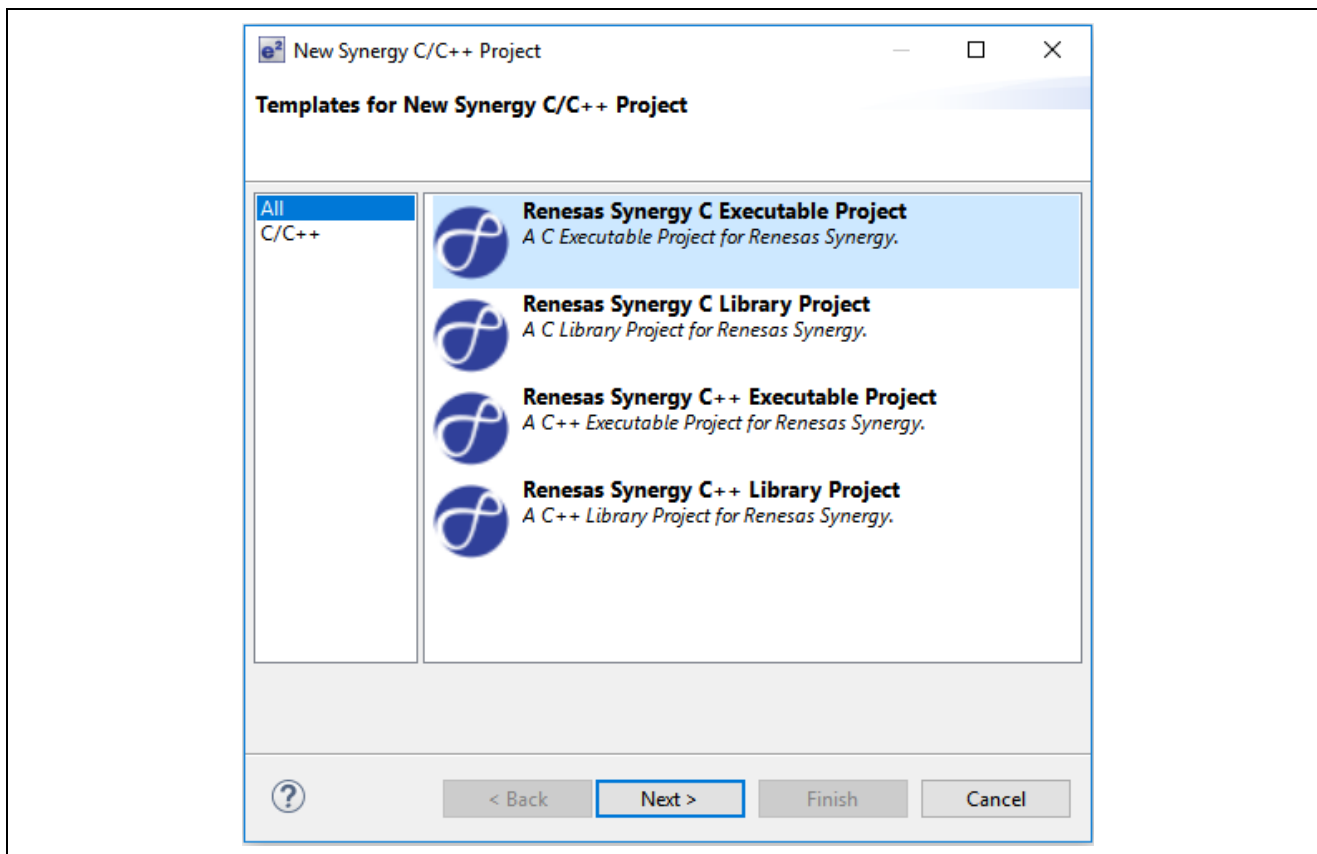 e² New Synergy C/C++ Project
Templates for New Synergy C/C++ Project
All
C/C++
Renesas Synergy C Executable Project
A C Executable Project for Renesas Synergy.
Renesas Synergy C Library Project
A C Library Project for Renesas Synergy.
Renesas Synergy C++ Executable Project
A C++ Executable Project for Renesas Synergy.
Renesas Synergy C++ Library Project
A C++ Library Project for Renesas Synergy.
? < Back Next > Finish Cancel